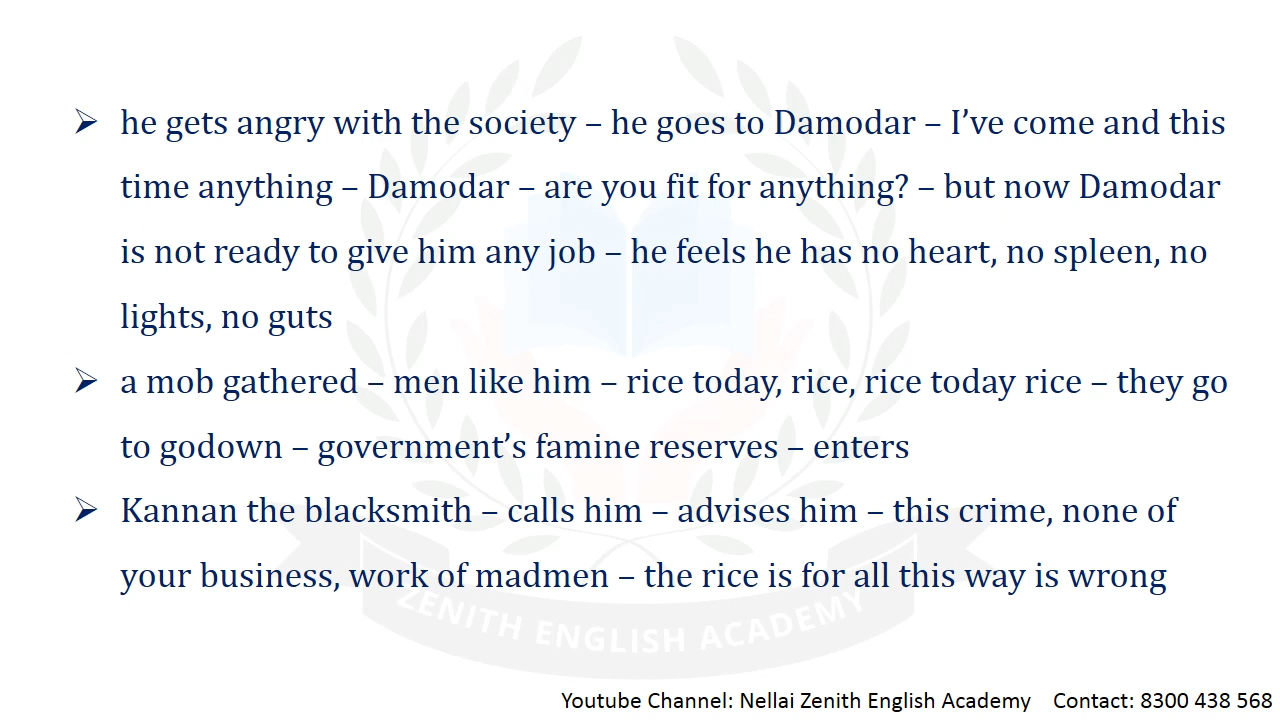 ➢ he gets angry with the society – he goes to Damodar – I’ve come and this
time anything – Damodar – are you fit for anything? – but now Damodar
is not ready to give him any job – he feels he has no heart, no spleen, no
lights, no guts
➢ a mob gathered – men like him – rice today, rice, rice today rice – they go
to godown – government’s famine reserves – enters
➢ Kannan the blacksmith – calls him – advises him – this crime, none of
your business, work of madmen – the rice is for all this way is wrong
ZENITH ENGLISH ACADEMY
Youtube Channel: Nellai Zenith English Academy Contact: 8300 438 568